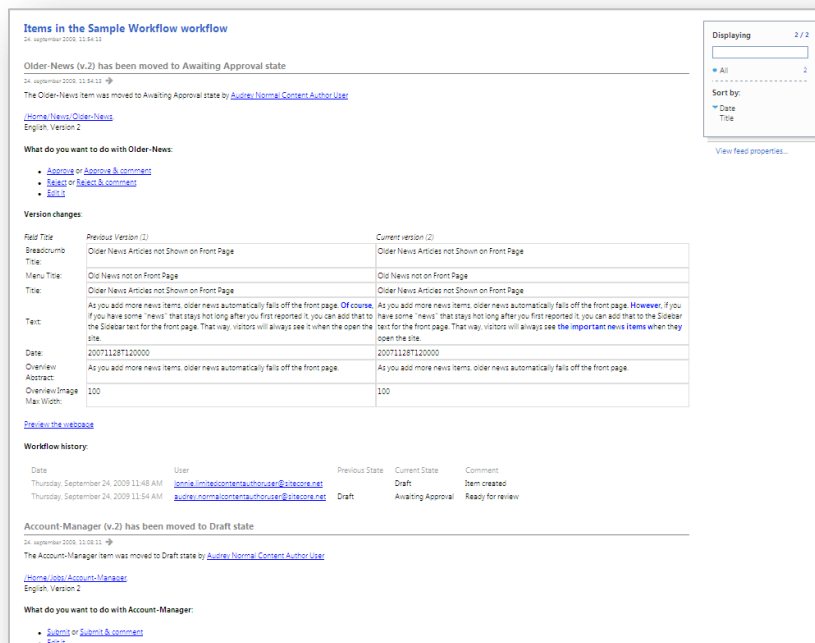 Items in the Sample Workflow workflow
24. september 2009, 11:54:13
Older-News (v.2) has been moved to Awaiting Approval state
24. september 2009, 11:54:13
The Older-News item was moved to Awaiting Approval state by Audrey Normal Content Author User
/Home/News/Older-News,
English, Version 2
What do you want to do with Older-News:
Approve or Approve & comment
Reject or Reject & comment
Edit it
Version changes:
Field Title Previous Version (1) Current version (2)
Breadcrumb Title: Older News Articles not Shown on Front Page Older News Articles not Shown on Front Page
Menu Title: Old News not on Front Page Old News not on Front Page
Title: Older News Articles not Shown on Front Page Older News Articles not Shown on Front Page
Text:
As you add more news items, older news automatically falls off the front page. Of course,
if you have some "news" that stays hot long after you first reported it, you can add that to
the Sidebar text for the front page. That way, visitors will always see it when the open the
site.
As you add more news items, older news automatically falls off the front page. However, if you
have some "news" that stays hot long after you first reported it, you can add that to the Sidebar
text for the front page. That way, visitors will always see the important news items when they
open the site.
Date: 20071128T120000 20071128T120000
Overview Abstract: As you add more news items, older news automatically falls off the front page. As you add more news items, older news automatically falls off the front page.
Overview Image Max Width: 100 100
Preview the webpage
Workflow history:
Date User Previous State Current State Comment
Thursday, September 24, 2009 11:48 AM lonnie.limitedcontentauthoruser@sitecore.net Draft Item created
Thursday, September 24, 2009 11:54 AM audrey.normalcontentauthoruser@sitecore.net Draft Awaiting Approval Ready for review
Account-Manager (v.2) has been moved to Draft state
24. september 2009, 11:08:11
The Account-Manager item was moved to Draft state by Audrey Normal Content Author User
/Home/Jobs/Account-Manager,
English, Version 2
What do you want to do with Account-Manager:
Submit or Submit & comment
Edit it
Displaying 2 / 2
All 2
Sort by:
Date
Title
View feed properties...